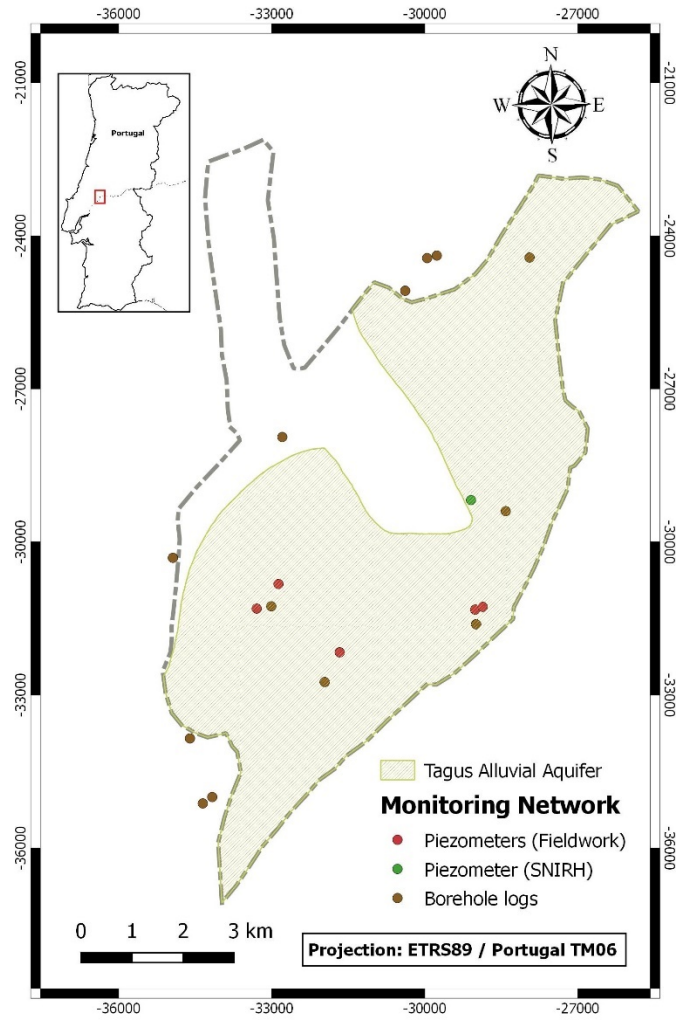 -36000 -33000 -30000 -27000
-21000
-24000
-27000
-30000
-33000
-36000
Portugal
N
W E
S
-21000
-24000
-27000
-30000
-33000
-36000
Tagus Alluvial Aquifer
Monitoring Network
Piezometers (Fieldwork)
Piezometer (SNIRH)
Borehole logs
0 1 2 3 km
Projection: ETRS89 / Portugal TM06
-36000 -33000 -30000 -27000